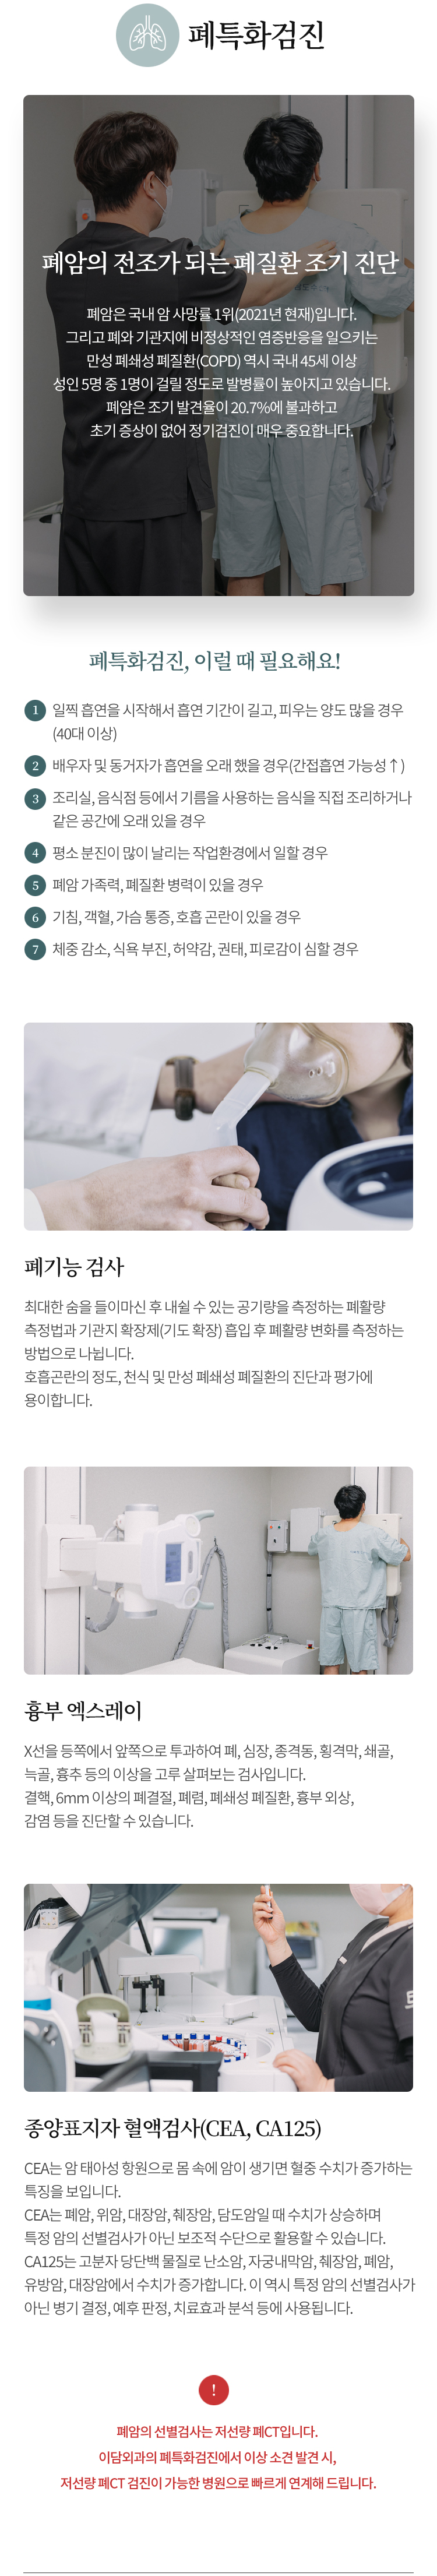 폐특화검진
폐암의 전조가 되는 폐질환 조기 진단
폐암은 국내 암 사망률 1위(2021년 현재)입니다.
그리고 폐와 기관지에 비정상적인 염증반응을 일으키는
만성 폐쇄성 폐질환(COPD) 역시 국내 45세 이상
성인 5명 중 1명이 걸릴 정도로 발병률이 높아지고 있습니다.
폐암은 조기 발견율이 20.7%에 불과하고
초기 증상이 없어 정기검진이 매우 중요합니다.
폐특화검진, 이럴 때 필요해요!
1 일찍 흡연을 시작해서 흡연 기간이 길고, 피우는 양도 많을 경우
(40대 이상)
2 배우자 및 동거자가 흡연을 오래 했을 경우(간접흡연 가능성↑)
3 조리실, 음식점 등에서 기름을 사용하는 음식을 직접 조리하거나
같은 공간에 오래 있을 경우
4 평소 분진이 많이 날리는 작업환경에서 일할 경우
5 폐암 가족력, 폐질환 병력이 있을 경우
6 기침, 객혈, 가슴 통증, 호흡 곤란이 있을 경우
7 체중 감소, 식욕 부진, 허약감, 권태, 피로감이 심할 경우
폐기능 검사
최대한 숨을 들이마신 후 내쉴 수 있는 공기량을 측정하는 폐활량
측정법과 기관지 확장제(기도 확장) 흡입 후 폐활량 변화를 측정하는
방법으로 나뉩니다.
호흡곤란의 정도, 천식 및 만성 폐쇄성 폐질환의 진단과 평가에
용이합니다.
흉부 엑스레이
X선을 등쪽에서 앞쪽으로 투과하여 폐, 심장, 종격동, 횡격막, 쇄골,
늑골, 흉추 등의 이상을 고루 살펴보는 검사입니다.
결핵, 6mm 이상의 폐결절, 폐렴, 폐쇄성 폐질환, 흉부 외상,
감염 등을 진단할 수 있습니다.
종양표지자 혈액검사(CEA, CA125)
CEA는 암 태아성 항원으로 몸 속에 암이 생기면 혈중 수치가 증가하는
특징을 보입니다.
CEA는 폐암, 위암, 대장암, 췌장암, 담도암일 때 수치가 상승하며
특정 암의 선별검사가 아닌 보조적 수단으로 활용할 수 있습니다.
CA125는 고분자 당단백 물질로 난소암, 자궁내막암, 췌장암, 폐암,
유방암, 대장암에서 수치가 증가합니다. 이 역시 특정 암의 선별검사가
아닌 병기 결정, 예후 판정, 치료효과 분석 등에 사용됩니다.
!
폐암의 선별검사는 저선량 폐CT입니다.
이담외과의 폐특화검진에서 이상 소견 발견 시,
저선량 폐CT 검진이 가능한 병원으로 빠르게 연계해 드립니다.